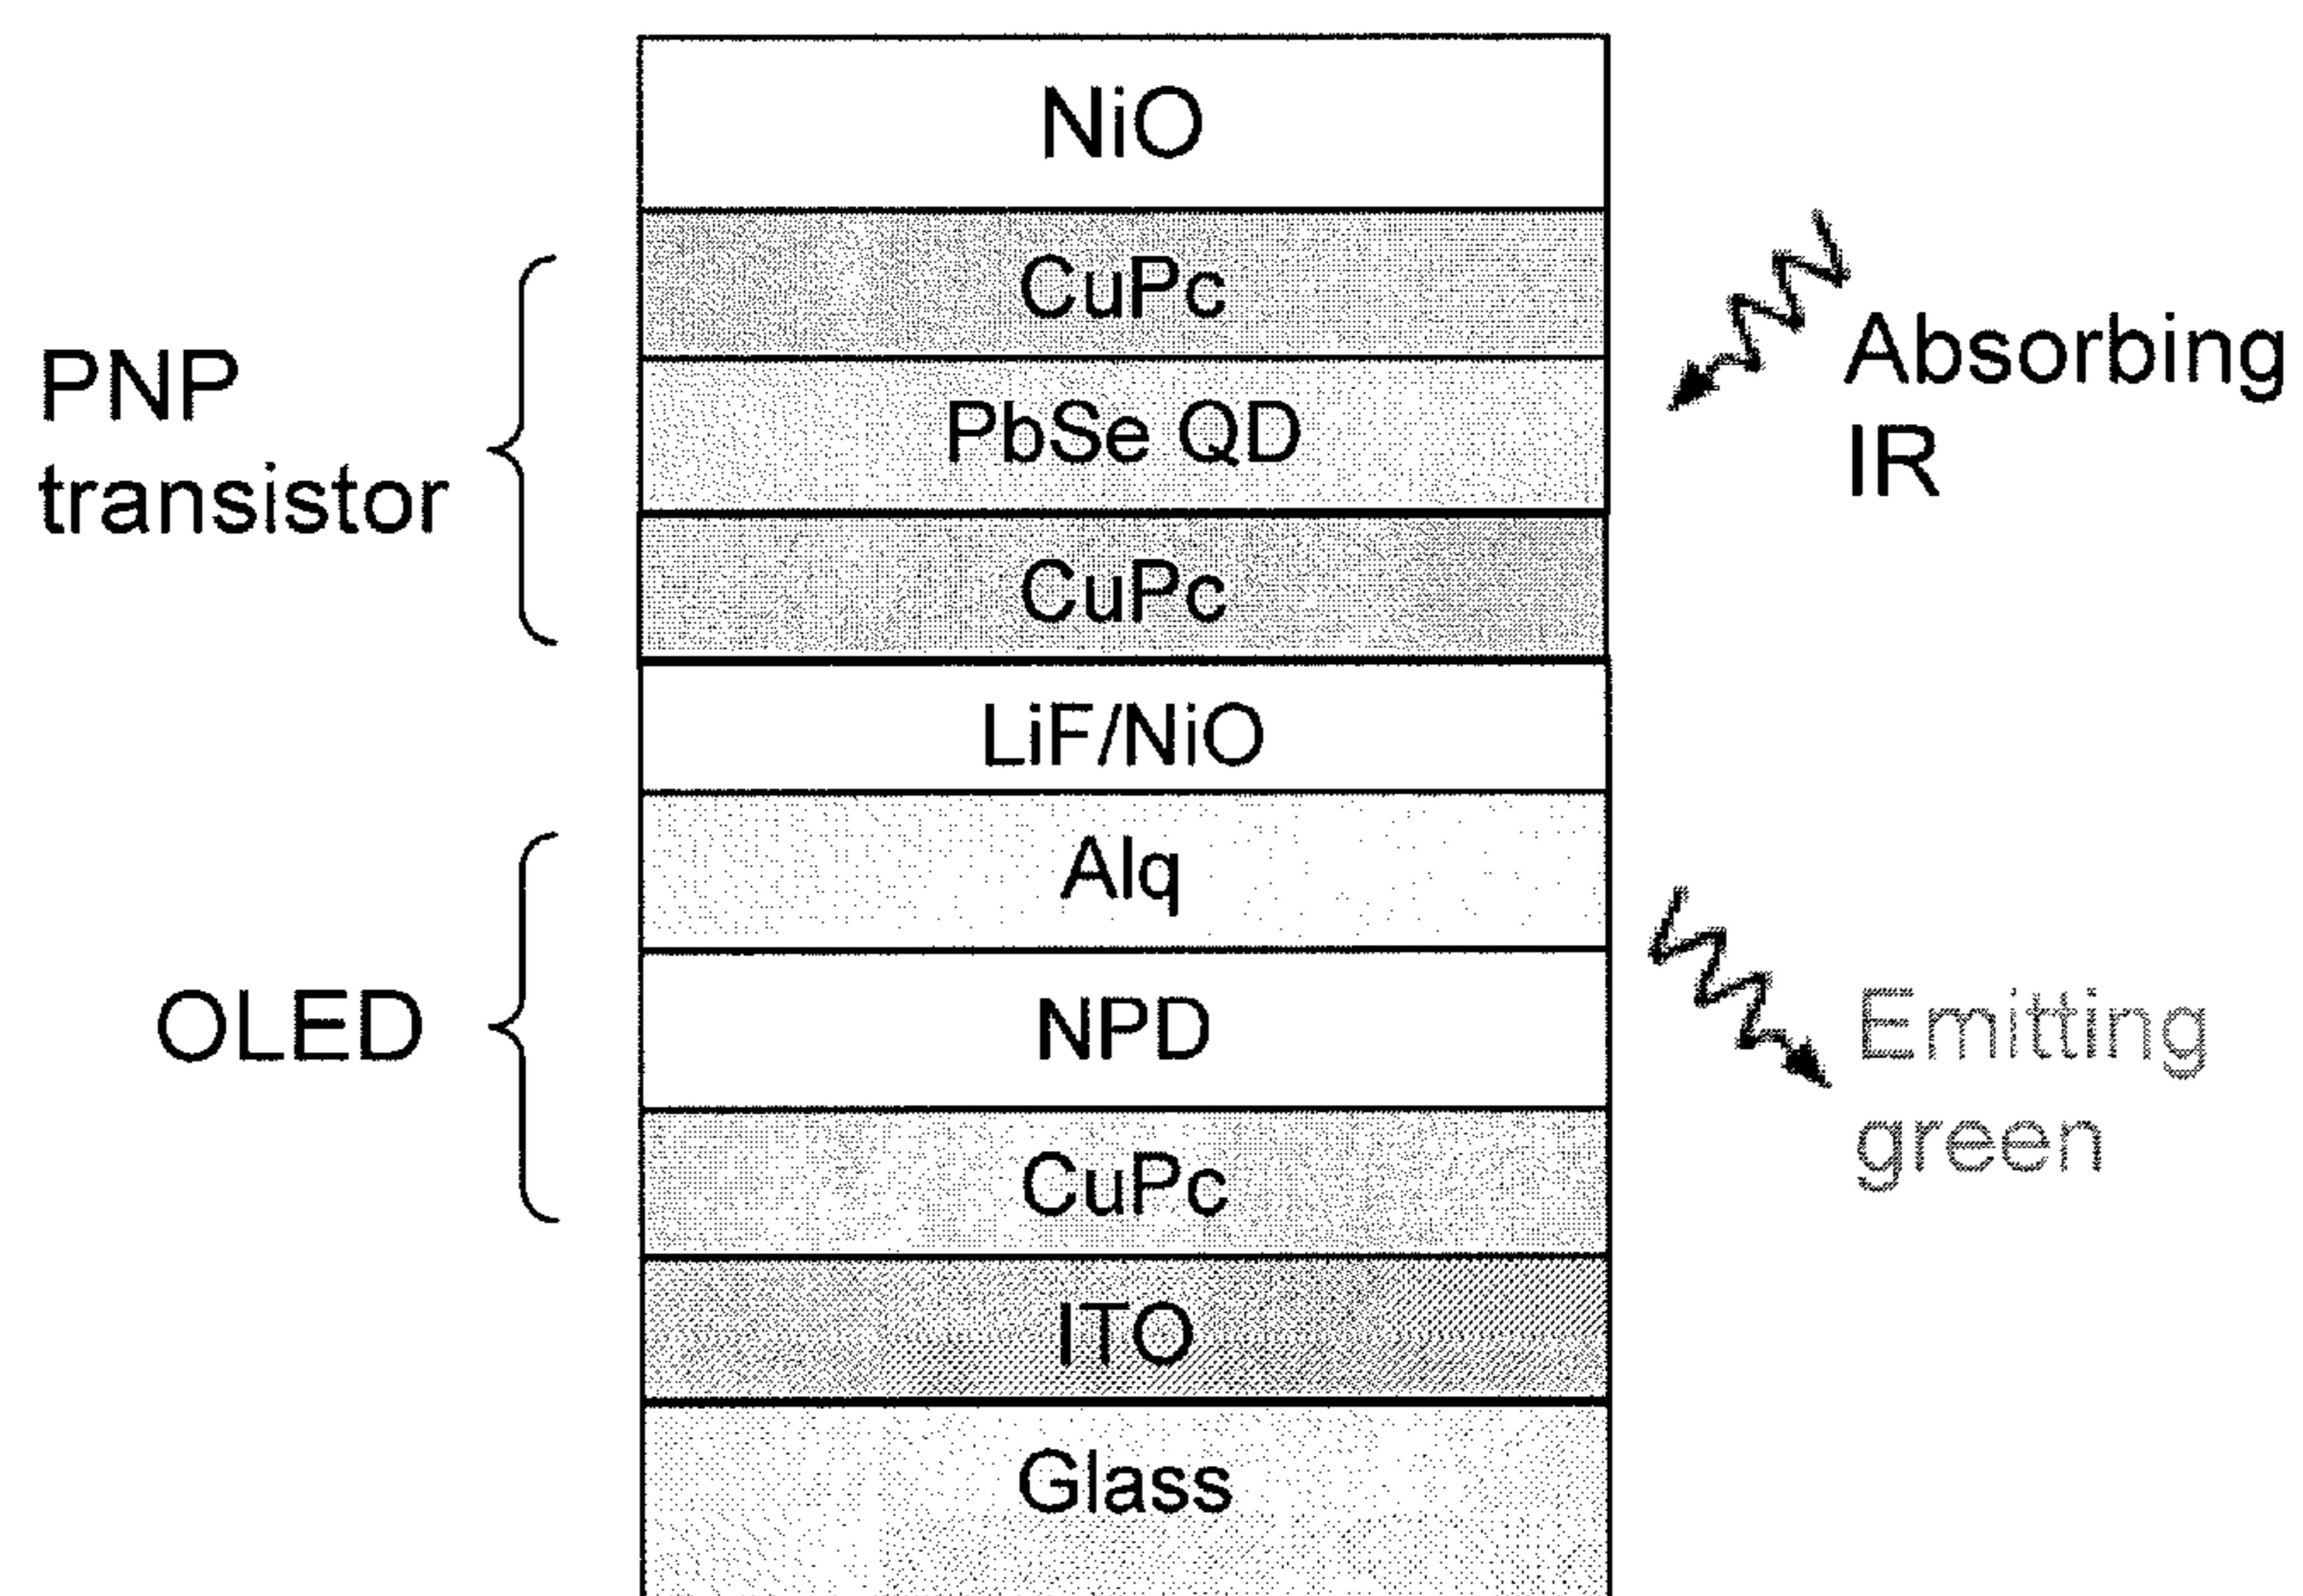 NiO
CuPc
PbSe QD
CuPc
PNP
transistor
Absorbing
IR
LiF/NiO
Alq
NPD
CuPc
OLED
Emitting
green
ITO
Glass